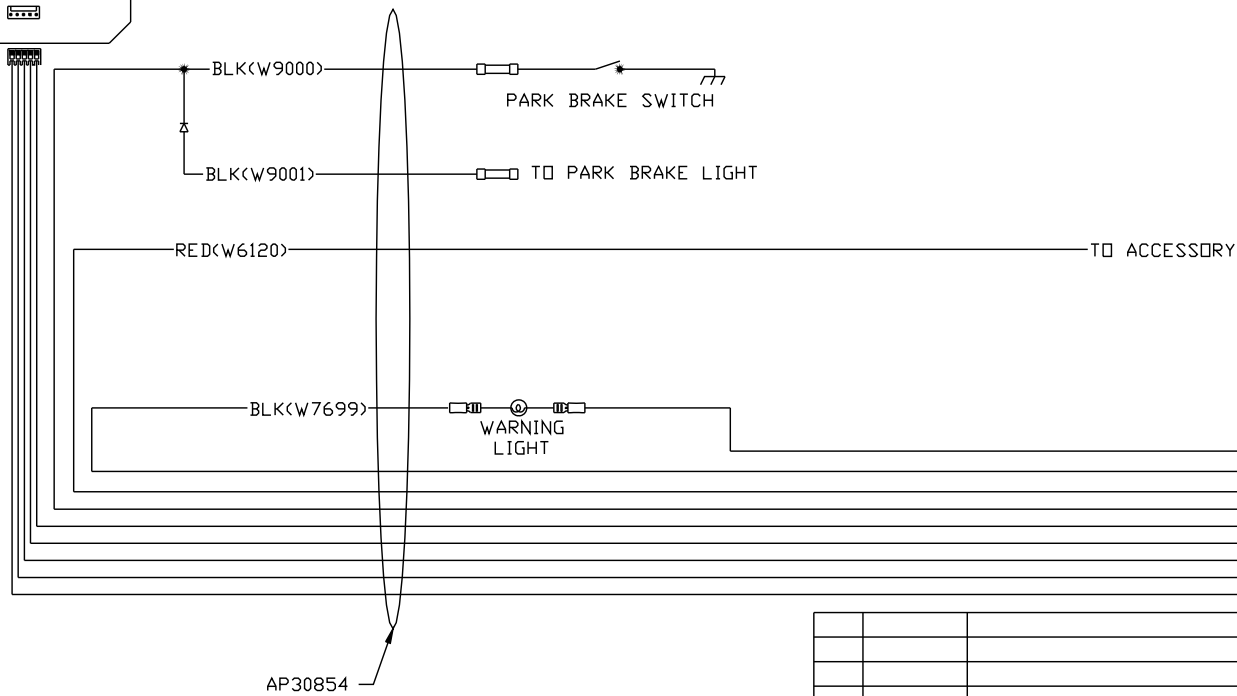 BLK(W9000)
PARK BRAKE SWITCH
BLK(W9001)
TO PARK BRAKE LIGHT
RED(W6120)
TO ACCESSORY
BLK(W7699)
WARNING
LIGHT
AP30854